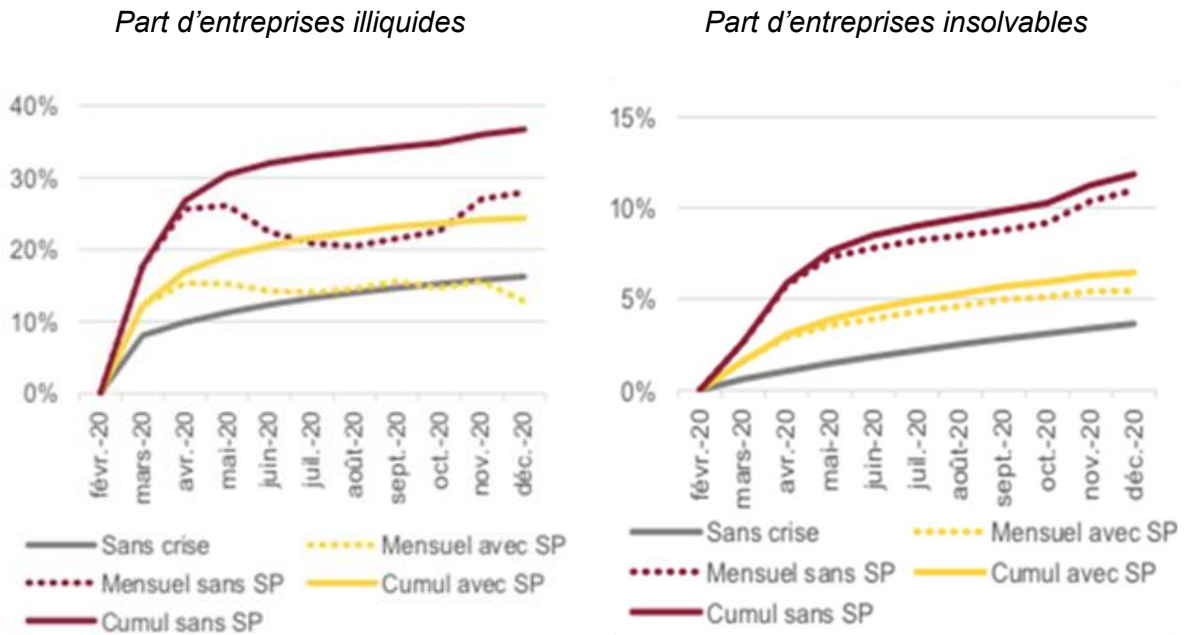 Part d’entreprises illiquides
40%
30%
20%
10%
0%
févr.-20
mars-20
avr.-20
mai-20
juin-20
juil.-20
août-20
sept.-20
oct.-20
nov.-20
déc.-20
Sans crise
Mensuel avec SP
Mensuel sans SP
Cumul avec SP
Cumul sans SP
Part d’entreprises insolvables
15%
10%
5%
0%
févr.-20
mars-20
avr.-20
mai-20
juin-20
juil.-20
août-20
sept.-20
oct.-20
nov.-20
déc.-20
Sans crise
Mensuel avec SP
Mensuel sans SP
Cumul avec SP
Cumul sans SP